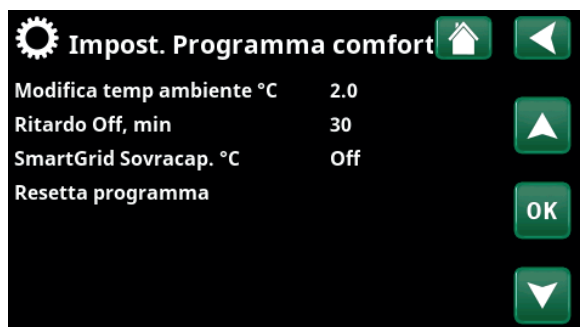 Impost. Programma comfort
Modifica temp ambiente °C 2.0
Ritardo Off, min 30
SmartGrid Sovracap. °C Off
Resetta programma
OK